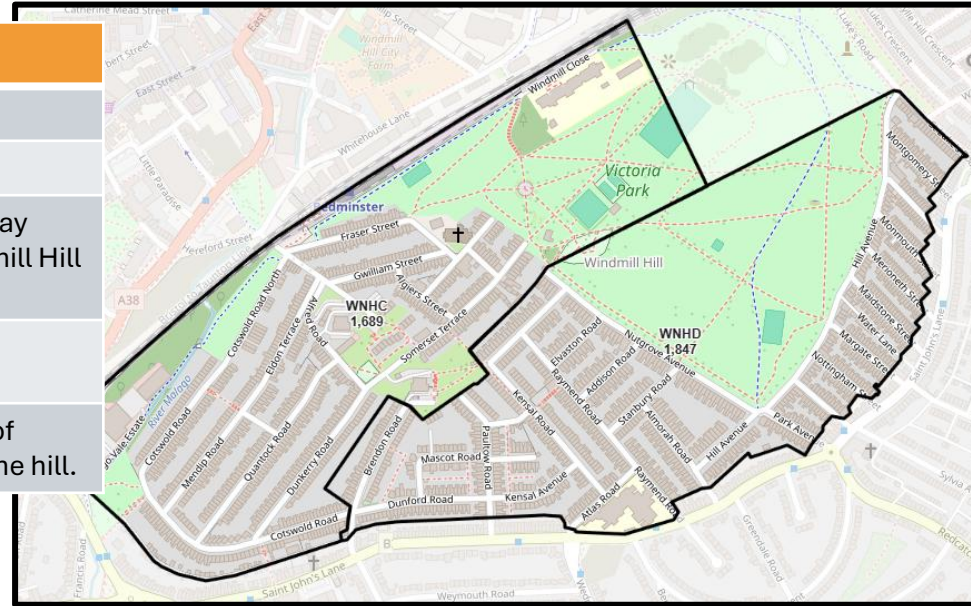 ay
mill Hill
of
ne hill.
Catherine Mead Street
East Street
Windmill
Hill City
Farm
Windmill Close
Whitehouse Lane
Little Paradise
Hereford Street
A38
Bedminster
Victoria
Park
Windmill Hill
Fraser Street
Gwilliam Street
Algiers Street
Somerset Terrace
WNHC
1,689
Cotswold Road North
Eldon Terrace
Alfred Road
River Malago
Cotswold Road
Mendip Road
Quantock Road
Dunkerry Road
Cotswold Road
Brendon Road
Mascot Road
Dunford Road
Paultow Road
Kensal Road
Kensal Avenue
Atlas Road
Raymend Road
Raymend Road
Elvaston Road
Addison Road
Stanbury Road
Almorah Road
Nutgrove Avenue
WNHD
1,847
Hill Avenue
Hill Avenue
Park Avenue
Nottingham Street
Margate Street
Water Lane
Maidstone Street
Merioneth Street
Monmouth
Montgomery Street
Saint John's Lane
Saint John's Lane
Francis Road
Weymouth Road
Greendale Road
Redcatch
Sylvia A